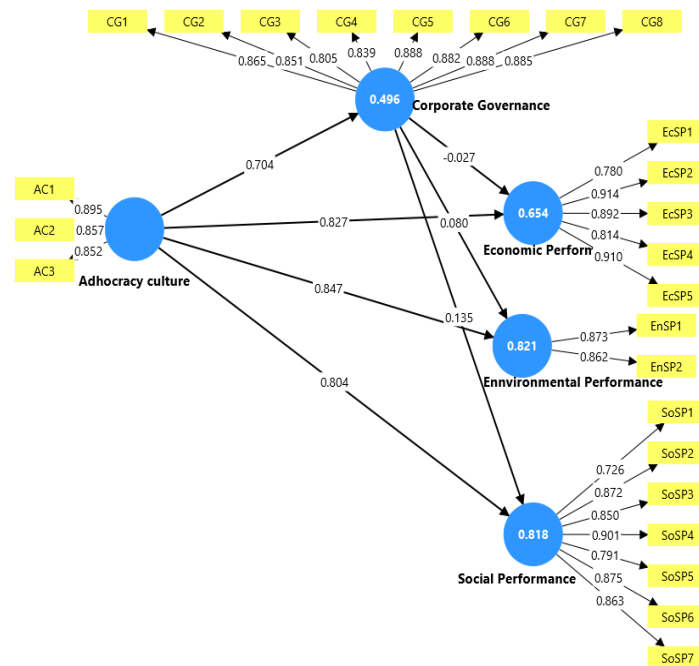 CG1 CG2 CG3 CG4 CG5 CG6 CG7 CG8
0.865 0.851 0.805 0.839 0.888 0.882 0.888 0.885
0.496
Corporate Governance
0.704
-0.027
AC1
AC2
AC3
0.895
0.857
0.852
Adhocracy culture
0.827
0.080
0.847
0.135
0.804
0.654
Economic Perforn
0.780
0.914
0.892
0.814
0.910
EcSP1
EcSP2
EcSP3
EcSP4
EcSP5
0.821
Ennvironmental Performance
0.873
0.862
EnSP1
EnSP2
0.818
Social Performance
0.726
0.872
0.850
0.901
0.791
0.875
0.863
SoSP1
SoSP2
SoSP3
SoSP4
SoSP5
SoSP6
SoSP7